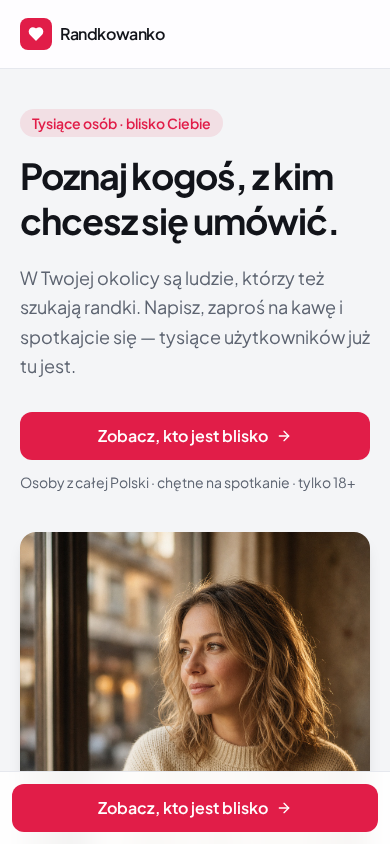 Randkowanko
Tysiące osób · blisko Ciebie
Poznaj kogoś, z kim
chcesz się umówić.
W Twojej okolicy są ludzie, którzy też
szukają randki. Napisz, zaproś na kawę i
spotkajcie się — tysiące użytkowników już
tu jest.
Zobacz, kto jest blisko →
Osoby z całej Polski · chętne na spotkanie · tylko 18+
Zobacz, kto jest blisko →